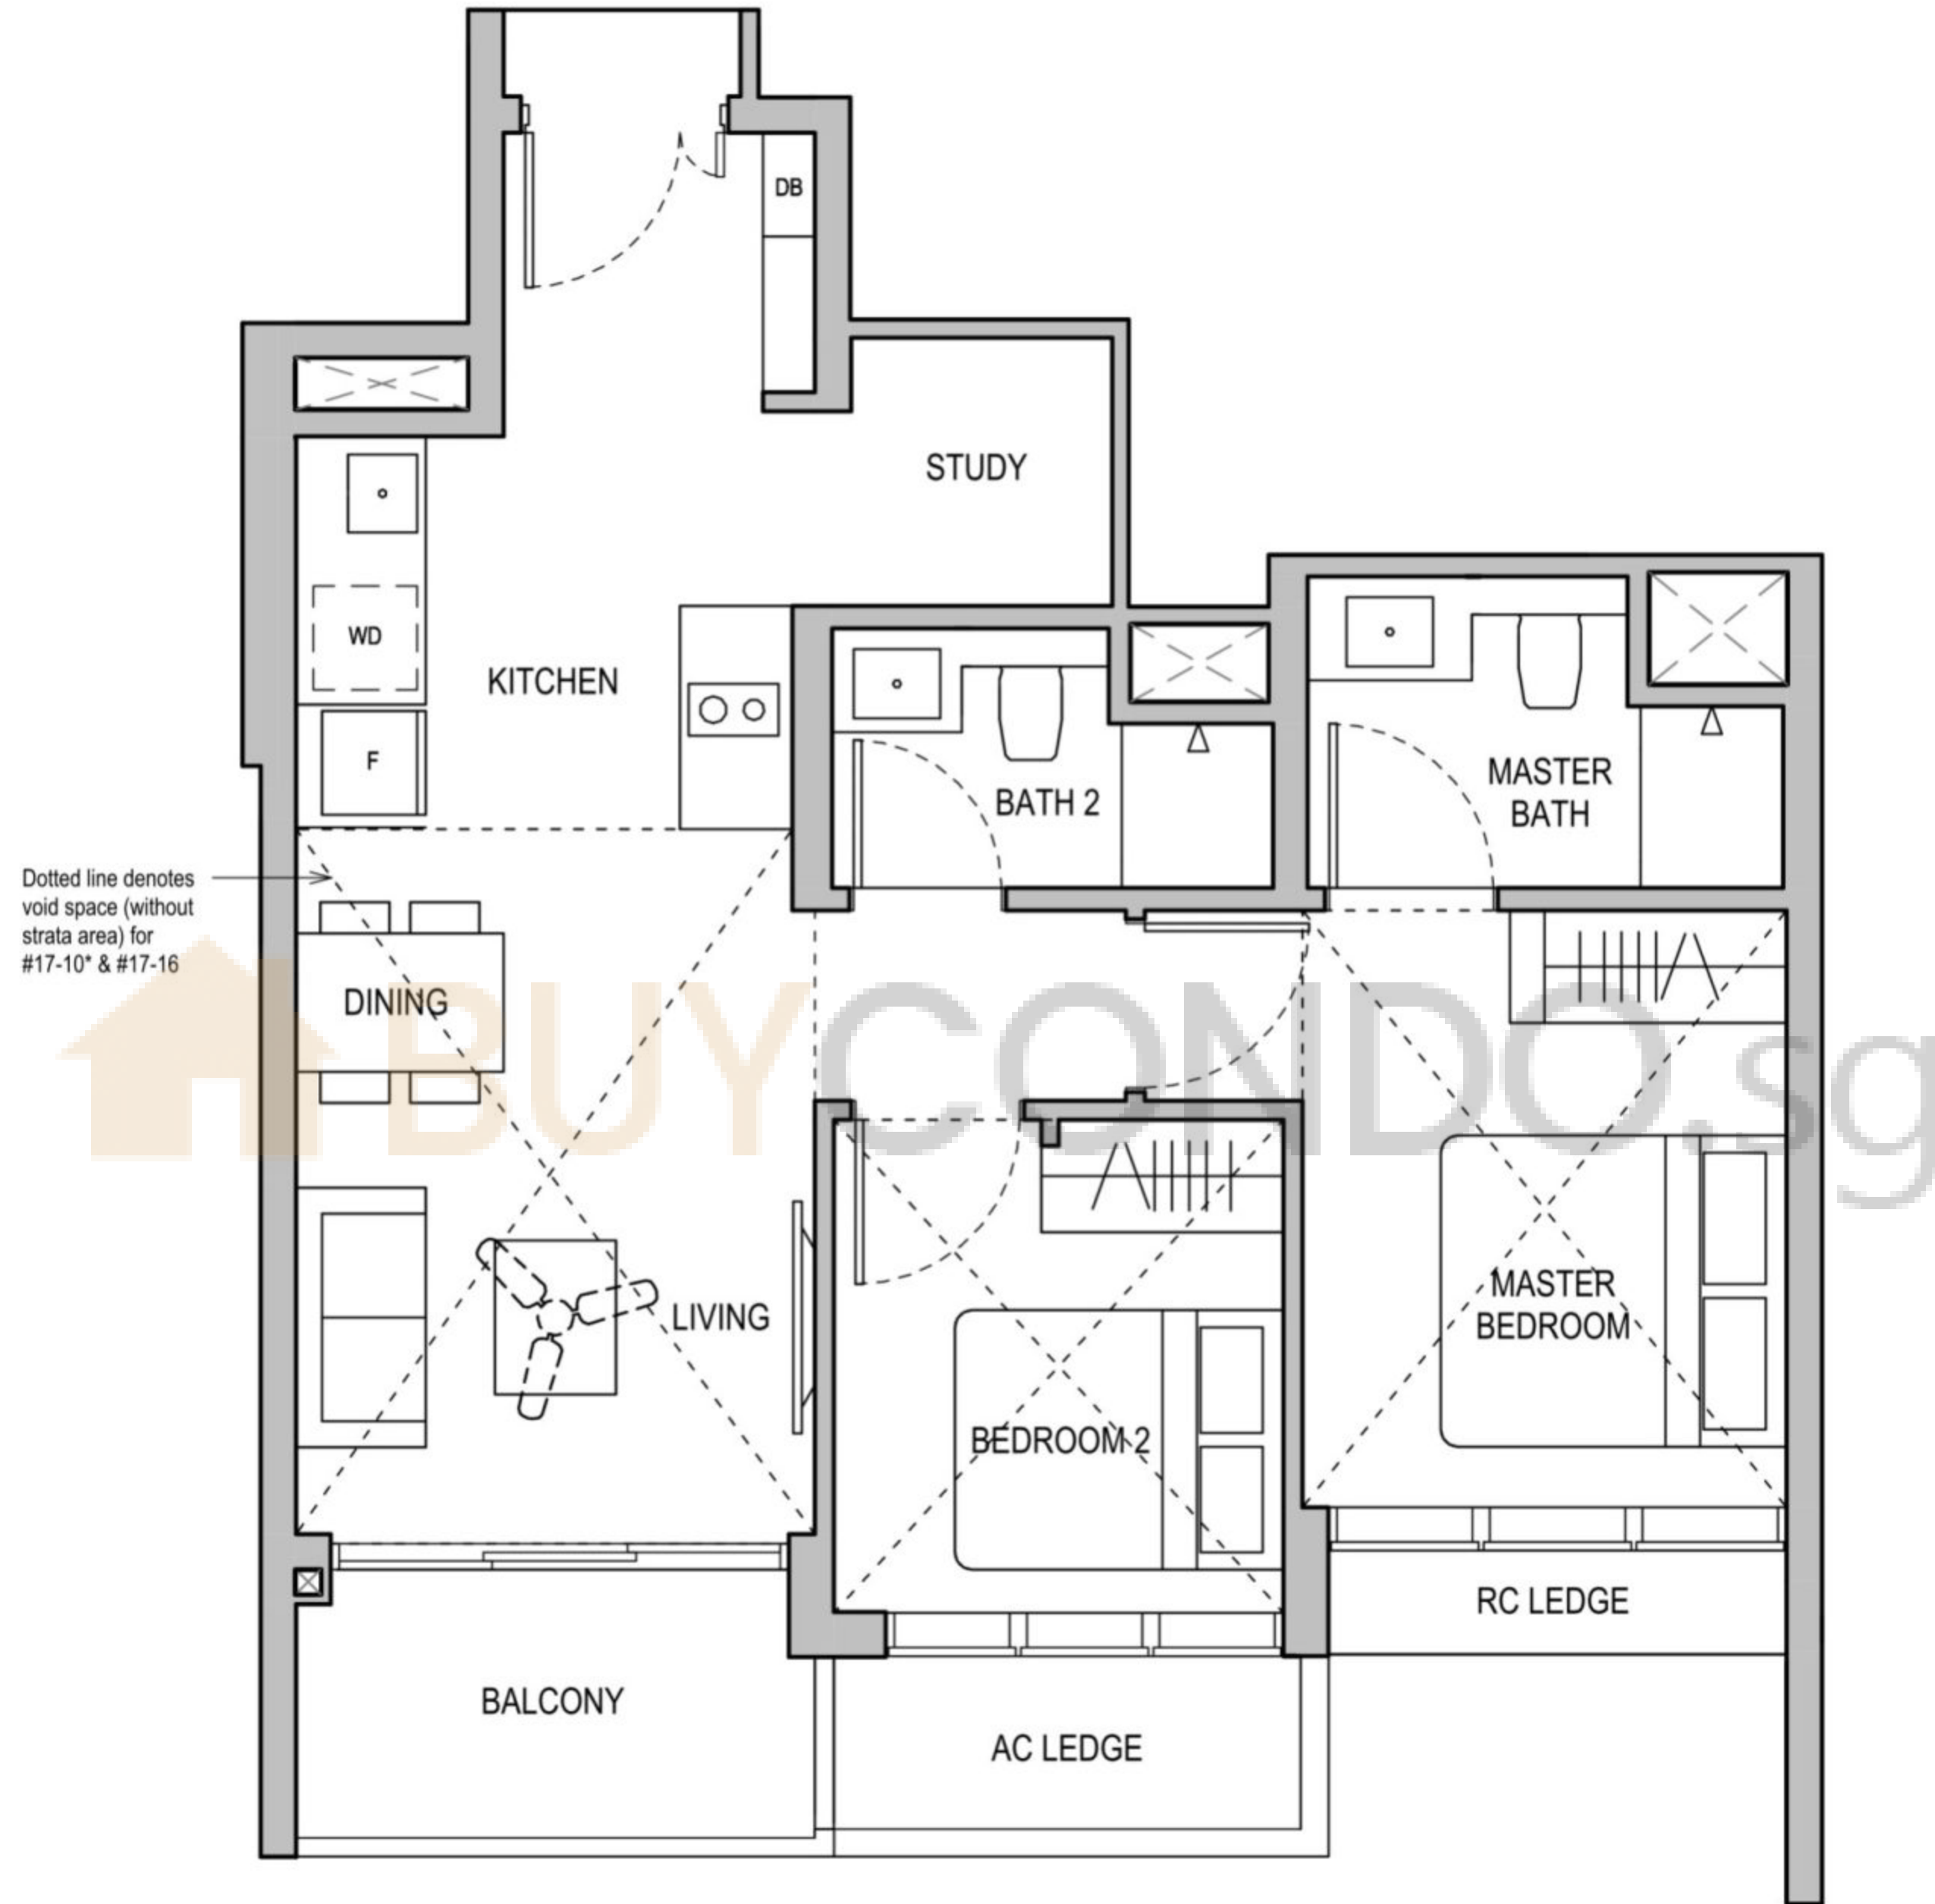 DB
STUDY
WD
KITCHEN
F
BATH 2
MASTER
BATH
Dotted line denotes
void space (without
strata area) for
#17-10* & #17-16
DINING
BUYCONDO.sg
LIVING
MASTER
BEDROOM
BEDROOM 2
RC LEDGE
BALCONY
AC LEDGE